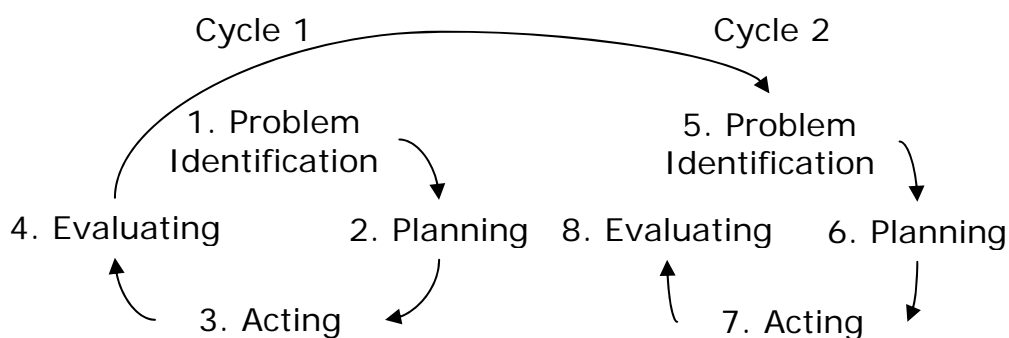 Cycle 1
Cycle 2
1. Problem
Identification
5. Problem
Identification
4. Evaluating
2. Planning
8. Evaluating
6. Planning
3. Acting
7. Acting